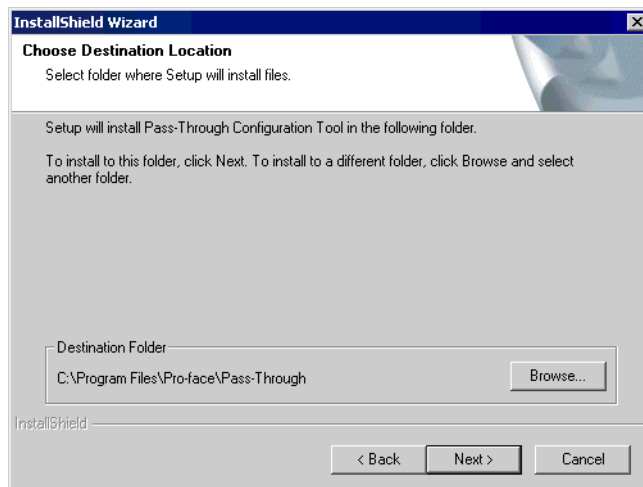 InstallShield Wizard
Choose Destination Location
Select folder where Setup will install files.
Setup will install Pass-Through Configuration Tool in the following folder.
To install to this folder, click Next. To install to a different folder, click Browse and select
another folder.
Destination Folder
C:\Program Files\Pro-face\Pass-Through
Browse...
InstallShield
< Back
Next >
Cancel